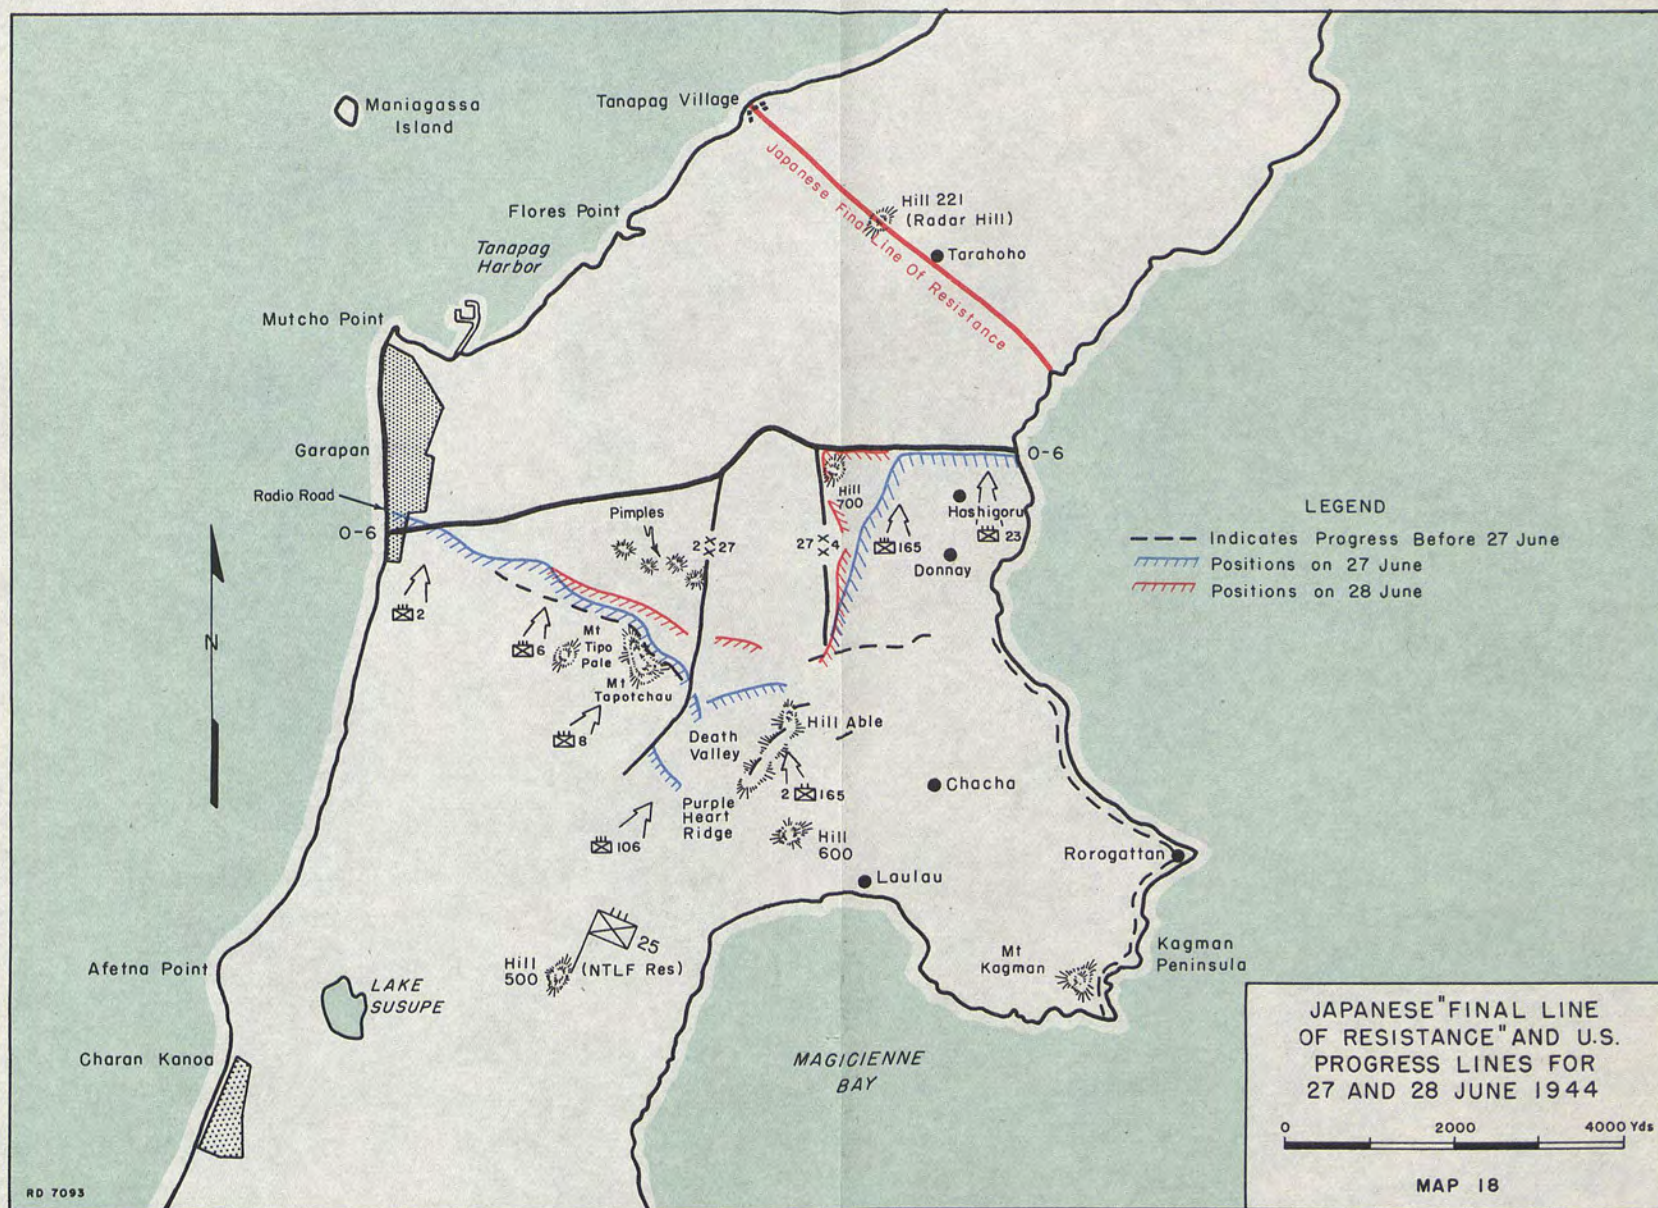 Maniagassa
Island
Tanapag Village
Japanese Final Line Of Resistance
Hill 221
(Radar Hill)
Tarahoho
Flores Point
Tanapag
Harbor
Mutcho Point
Garapan
Radio Road
O-6
O-6
Pimples
2 XX 27
27 XX 4
Hill
700
Hashigoru
165
23
Donnay
LEGEND
Indicates Progress Before 27 June
Positions on 27 June
Positions on 28 June
N
2
6
Mt
Tipo
Pale
Mt
Tapotchau
8
Death
Valley
Hill Able
Purple
Heart
Ridge
2 165
106
Hill
600
Chacha
Laulau
Rorogattan
25
Hill
500
(NTLF Res)
Mt
Kagman
Kagman
Peninsula
Afetna Point
LAKE
SUSUPE
Charan Kanoa
MAGICIENNE
BAY
JAPANESE "FINAL LINE
OF RESISTANCE" AND U.S.
PROGRESS LINES FOR
27 AND 28 JUNE 1944
0 2000 4000 Yds
MAP 18
RD 7093